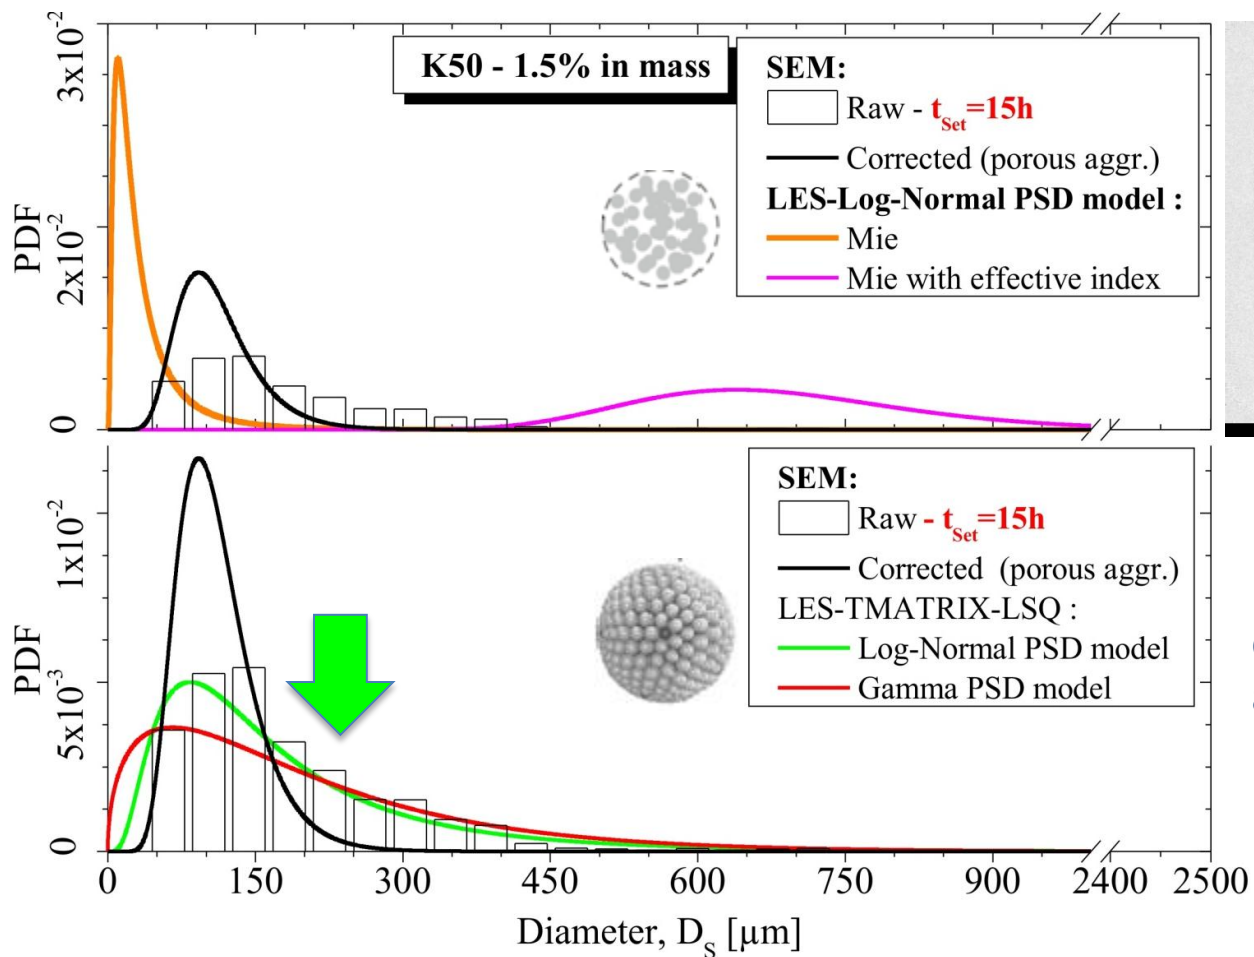 K50 - 1.5% in mass
SEM:
Raw - t_Set=15h
Corrected (porous aggr.)
LES-Log-Normal PSD model :
Mie
Mie with effective index
PDF
3x10⁻²
2x10⁻²
0
SEM:
Raw - t_Set=15h
Corrected (porous aggr.)
LES-TMATRIX-LSQ :
Log-Normal PSD model
Gamma PSD model
PDF
1x10⁻²
5x10⁻³
0
0 150 300 450 600 750 900 2400 2500
Diameter, D_S [µm]